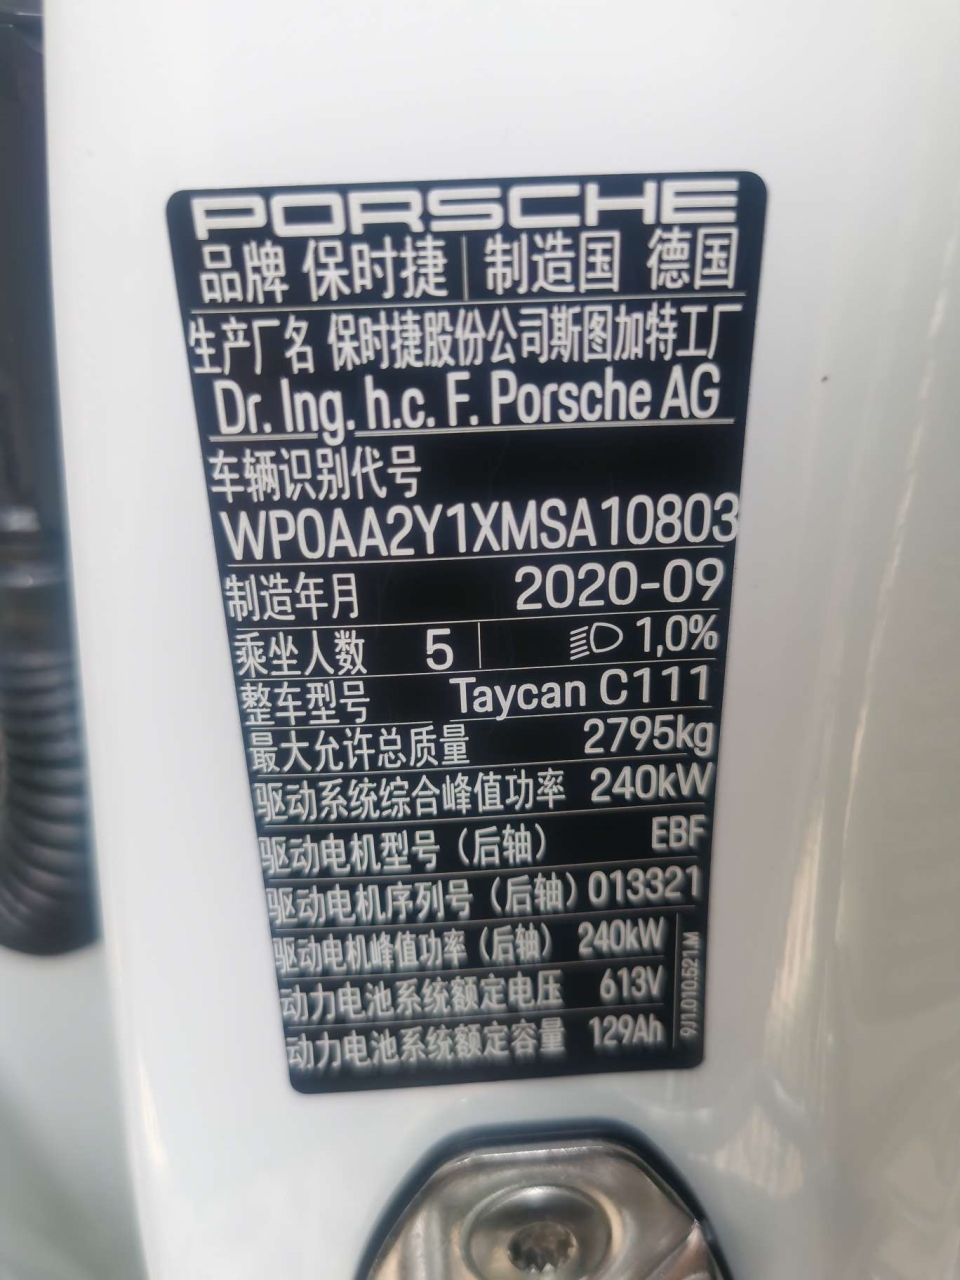 PORSCHE
品牌 保时捷 制造国 德国
生产厂名 保时捷股份公司斯图加特工厂
Dr. Ing. h.c. F. Porsche AG
车辆识别代号
WP0AA2Y1XMSA10803
制造年月 2020-09
乘坐人数 5 1,0%
整车型号 Taycan C111
最大允许总质量 2795kg
驱动系统综合峰值功率 240kW
驱动电机型号（后轴） EBF
驱动电机序列号（后轴）013321
驱动电机峰值功率（后轴） 240kW
动力电池系统额定电压 613V
动力电池系统额定容量 129Ah
9J1.010.521.M